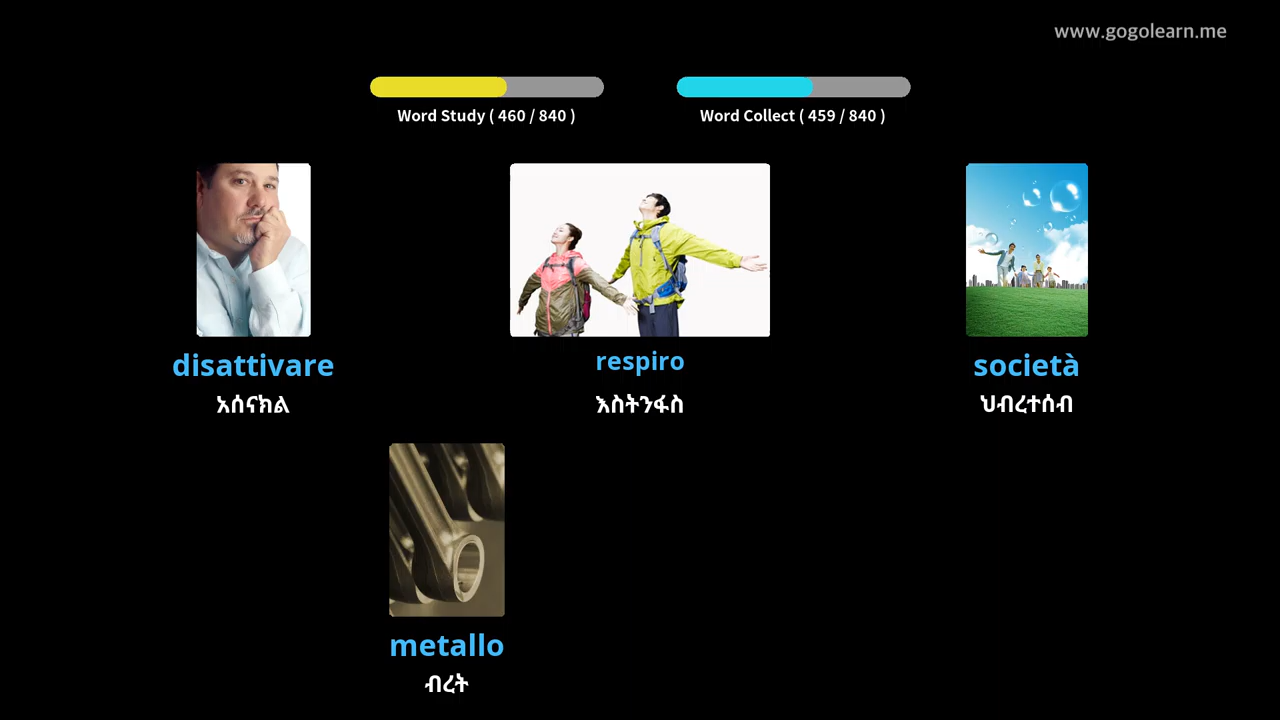 www.gogolearn.me
Word Study ( 460 / 840 )
Word Collect ( 459 / 840 )
disattivare
አሰናክል
respiro
እስትንፋስ
società
ህብረተሰብ
metallo
ብረት